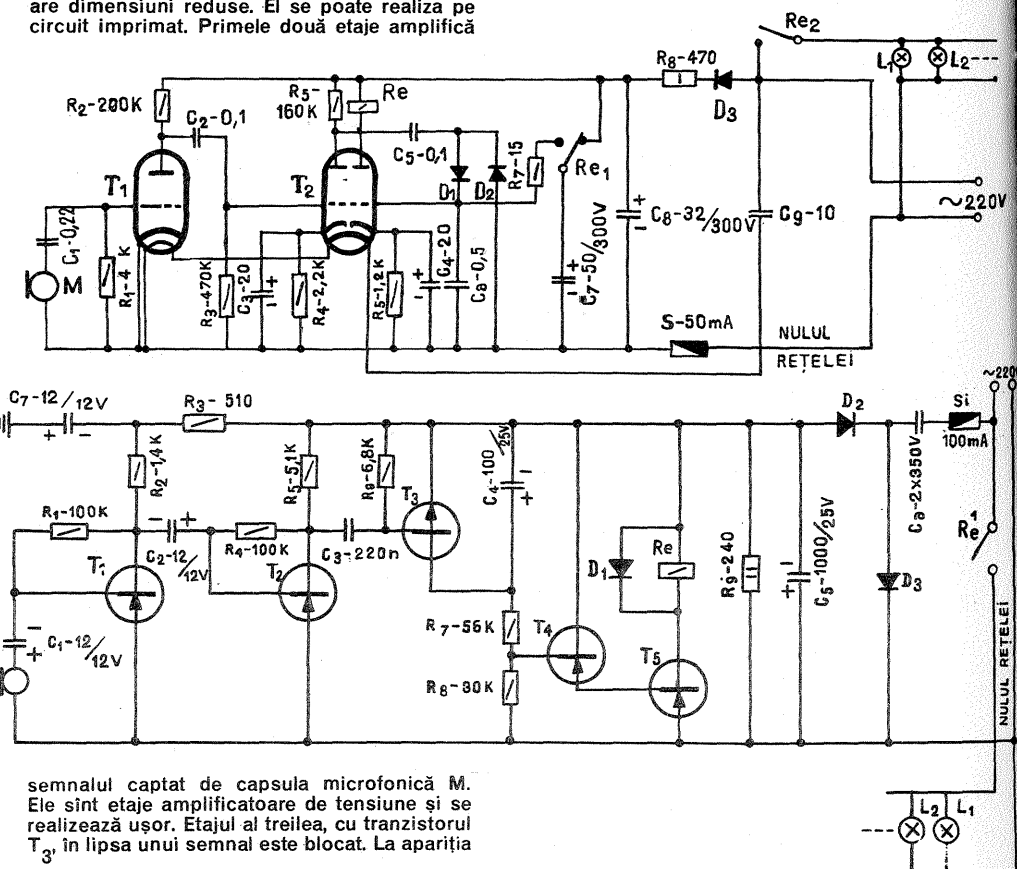 are dimensiuni reduse. El se poate realiza pe
circuit imprimat. Primele două etaje amplifică
Re2
L1
L2
R8-470
D3
R2-200K
C2-0,1
R5-
160K
Re
C5-0,1
R7-15
Re1
T1
T2
D1
D2
C1-0,22
M
R1-4 K
R3-470K
C3-20
R4-2,2K
R5-1,2K
C4-20
Ca-0,5
C7-50/300V
C8-32/300V
C9-10
~220V
S-50mA
NULUL
REȚELEI
C7-12/12V
R3-510
D2
Si
100mA
~220V
R2-1,4K
R5-5,1K
R9-6,8K
T3
C4-100/25V
Ca-2x350V
R1-100K
C2-12/12V
R4-100K
C3-220n
T1
T2
Re1
D1
Re
R9-240
C5-1000/25V
D3
R7-56K
T4
T5
C1-12/12V
R8-30K
NULUL REȚELEI
semnalul captat de capsula microfonică M.
Ele sînt etaje amplificatoare de tensiune și se
realizează ușor. Etajul al treilea, cu tranzistorul
T3, în lipsa unui semnal este blocat. La apariția
L2
L1